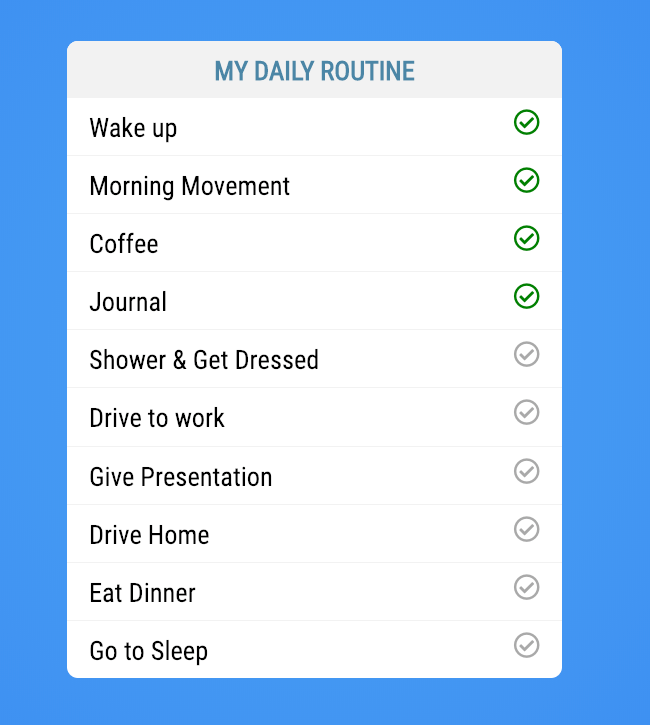 MY DAILY ROUTINE
Wake up
Morning Movement
Coffee
Journal
Shower & Get Dressed
Drive to work
Give Presentation
Drive Home
Eat Dinner
Go to Sleep